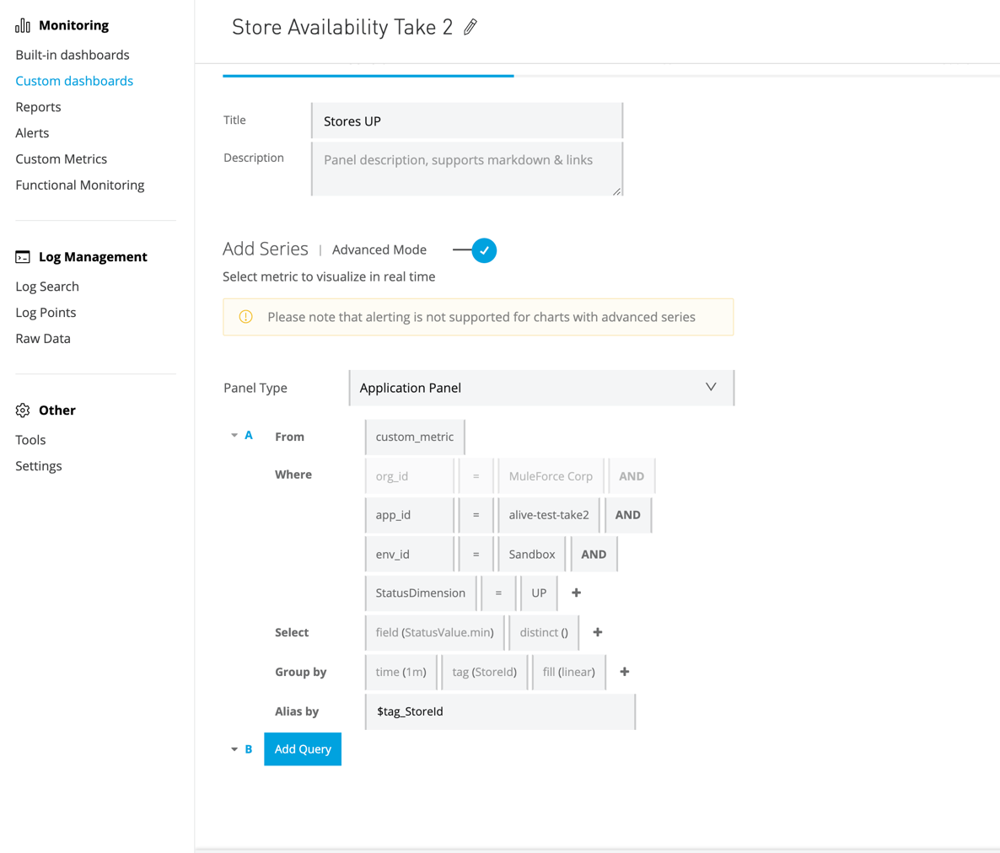 Monitoring
Built-in dashboards
Custom dashboards
Reports
Alerts
Custom Metrics
Functional Monitoring
Log Management
Log Search
Log Points
Raw Data
Other
Tools
Settings
Store Availability Take 2
Title
Stores UP
Description
Panel description, supports markdown & links
Add Series | Advanced Mode
Select metric to visualize in real time
Please note that alerting is not supported for charts with advanced series
Panel Type
Application Panel
A From custom_metric
Where org_id = MuleForce Corp AND
app_id = alive-test-take2 AND
env_id = Sandbox AND
StatusDimension = UP +
Select field (StatusValue.min) distinct () +
Group by time (1m) tag (StoreId) fill (linear) +
Alias by $tag_StoreId
B Add Query